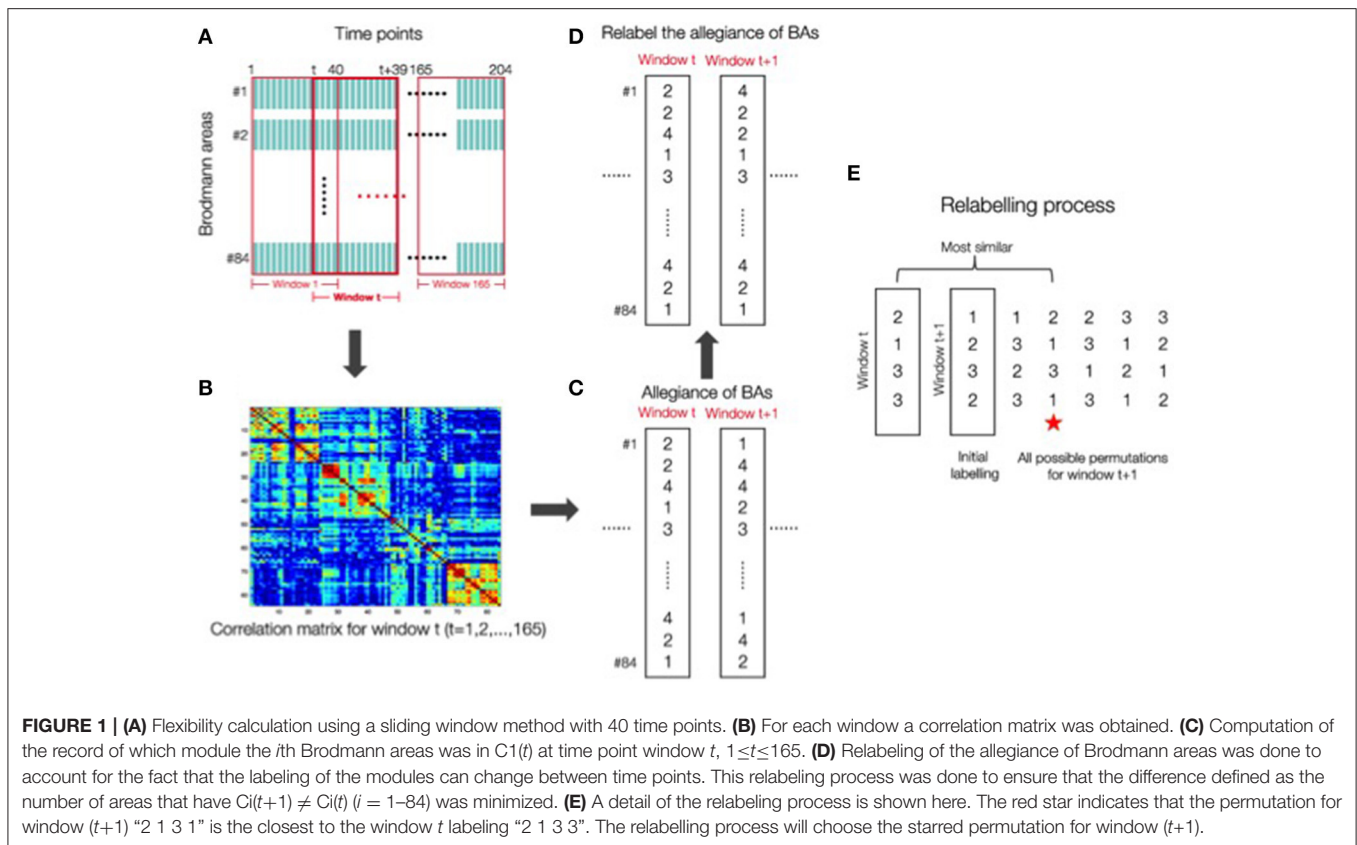 A
Time points
1 t 40 t+39 165 204
Brodmann areas
#1
#2
#84
Window 1
Window t
Window 165
B
10 20 30 40 50 60 70 80
Correlation matrix for window t (t=1,2,...,165)
D Relabel the allegiance of BAs
Window t Window t+1
#1 2 4
2 2
4 2
1 1
...... 3 3 ......
4 4
2 2
#84 1 1
C
Allegiance of BAs
Window t Window t+1
#1 2 1
2 4
4 4
1 2
...... 3 3 ......
4 1
2 4
#84 1 2
E
Relabelling process
Most similar
Window t
Window t+1
2 1 1 2 2 3 3
1 2 3 1 3 1 2
3 3 2 3 1 2 1
3 2 3 1 3 1 2
Initial labelling
All possible permutations
for window t+1
FIGURE 1 | (A) Flexibility calculation using a sliding window method with 40 time points. (B) For each window a correlation matrix was obtained. (C) Computation of
the record of which module the ith Brodmann areas was in C1(t) at time point window t, 1≤t≤165. (D) Relabeling of the allegiance of Brodmann areas was done to
account for the fact that the labeling of the modules can change between time points. This relabeling process was done to ensure that the difference defined as the
number of areas that have Ci(t+1) ≠ Ci(t) (i = 1–84) was minimized. (E) A detail of the relabeling process is shown here. The red star indicates that the permutation for
window (t+1) “2 1 3 1” is the closest to the window t labeling “2 1 3 3”. The relabelling process will choose the starred permutation for window (t+1).